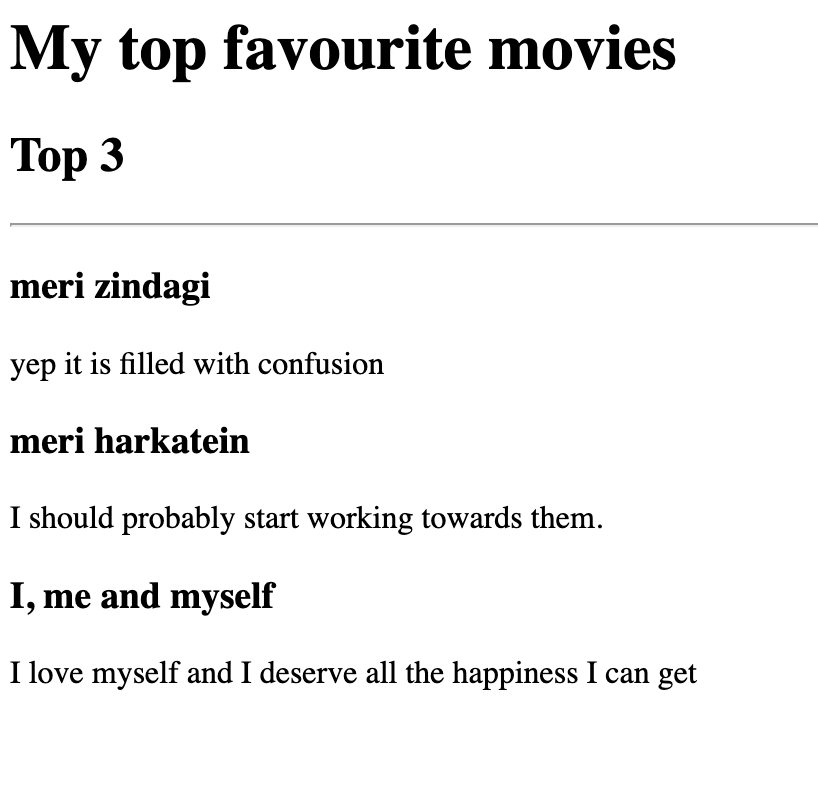 My top favourite movies
Top 3
meri zindagi
yep it is filled with confusion
meri harkatein
I should probably start working towards them.
I, me and myself
I love myself and I deserve all the happiness I can get